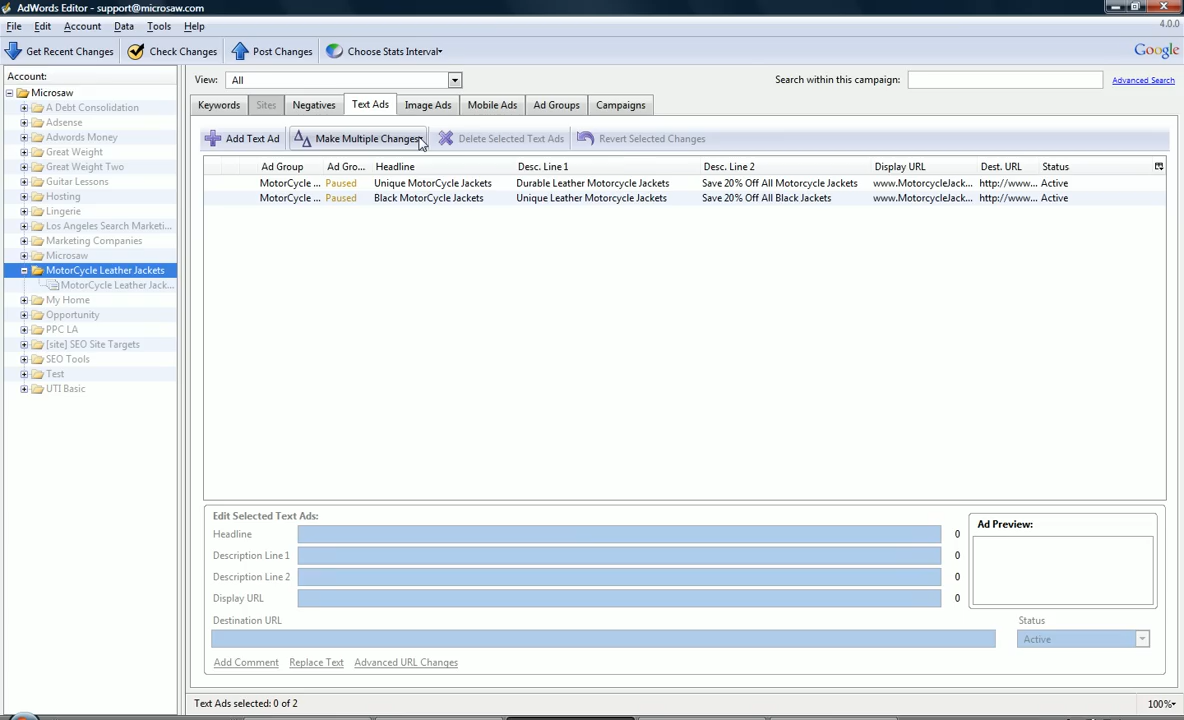 AdWords Editor - support@microsaw.com
File Edit Account Data Tools Help
4.0.0
Get Recent Changes Check Changes Post Changes Choose Stats Interval
Google
Account:
Microsaw
A Debt Consolidation
Adsense
Adwords Money
Great Weight
Great Weight Two
Guitar Lessons
Hosting
Lingerie
Los Angeles Search Marketi...
Marketing Companies
Microsaw
MotorCycle Leather Jackets
MotorCycle Leather Jack...
My Home
Opportunity
PPC LA
[site] SEO Site Targets
SEO Tools
Test
UTI Basic
View: All
Search within this campaign: Advanced Search
Keywords Sites Negatives Text Ads Image Ads Mobile Ads Ad Groups Campaigns
Add Text Ad Make Multiple Changes Delete Selected Text Ads Revert Selected Changes
Ad Group Ad Gro... Headline Desc. Line 1 Desc. Line 2 Display URL Dest. URL Status
MotorCycle ... Paused Unique MotorCycle Jackets Durable Leather Motorcycle Jackets Save 20% Off All Motorcycle Jackets www.MotorcycleJack... http://www... Active
MotorCycle ... Paused Black MotorCycle Jackets Unique Leather Motorcycle Jackets Save 20% Off All Black Jackets www.MotorcycleJack... http://www... Active
Edit Selected Text Ads:
Headline 0
Description Line 1 0
Description Line 2 0
Display URL 0
Destination URL
Add Comment Replace Text Advanced URL Changes
Ad Preview:
Status
Active
Text Ads selected: 0 of 2
100%